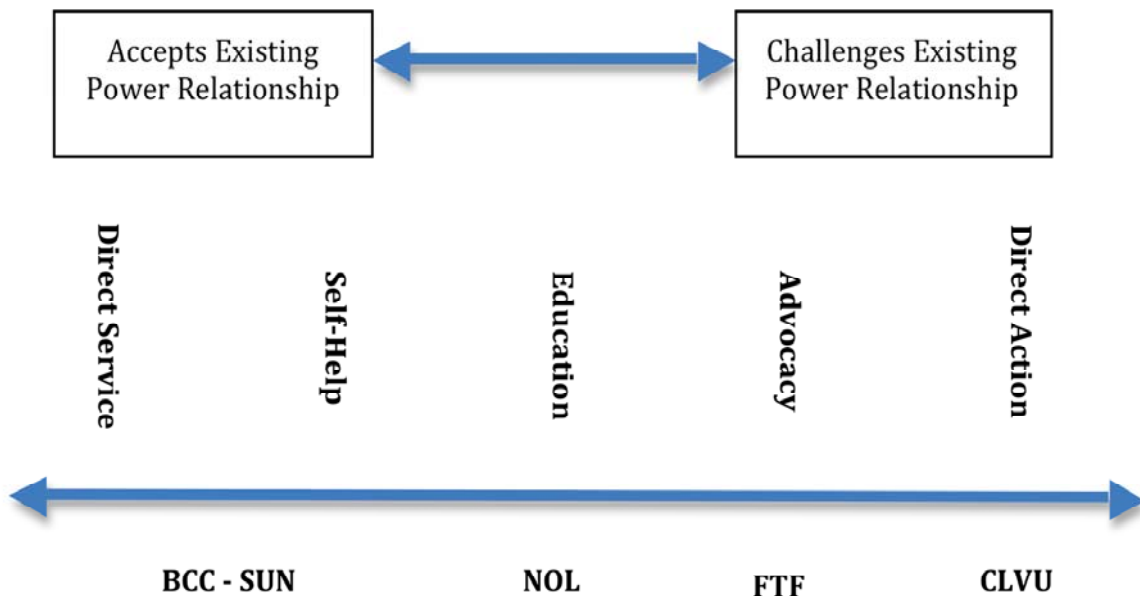 Accepts Existing
Power Relationship
Challenges Existing
Power Relationship
Direct Service
Self-Help
Education
Advocacy
Direct Action
BCC - SUN
NOL
FTF
CLVU